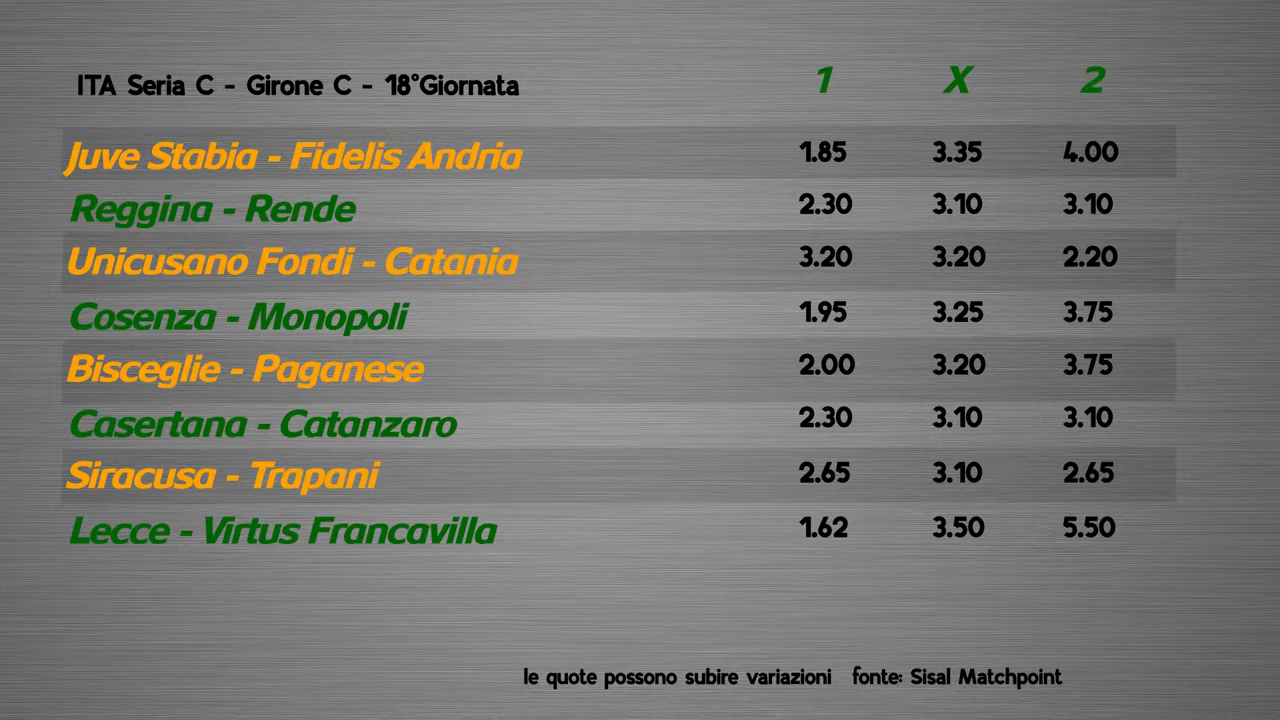 ITA Seria C - Girone C - 18°Giornata 1 X 2
Juve Stabia - Fidelis Andria 1.85 3.35 4.00
Reggina - Rende 2.30 3.10 3.10
Unicusano Fondi - Catania 3.20 3.20 2.20
Cosenza - Monopoli 1.95 3.25 3.75
Bisceglie - Paganese 2.00 3.20 3.75
Casertana - Catanzaro 2.30 3.10 3.10
Siracusa - Trapani 2.65 3.10 2.65
Lecce - Virtus Francavilla 1.62 3.50 5.50
le quote possono subire variazioni fonte: Sisal Matchpoint